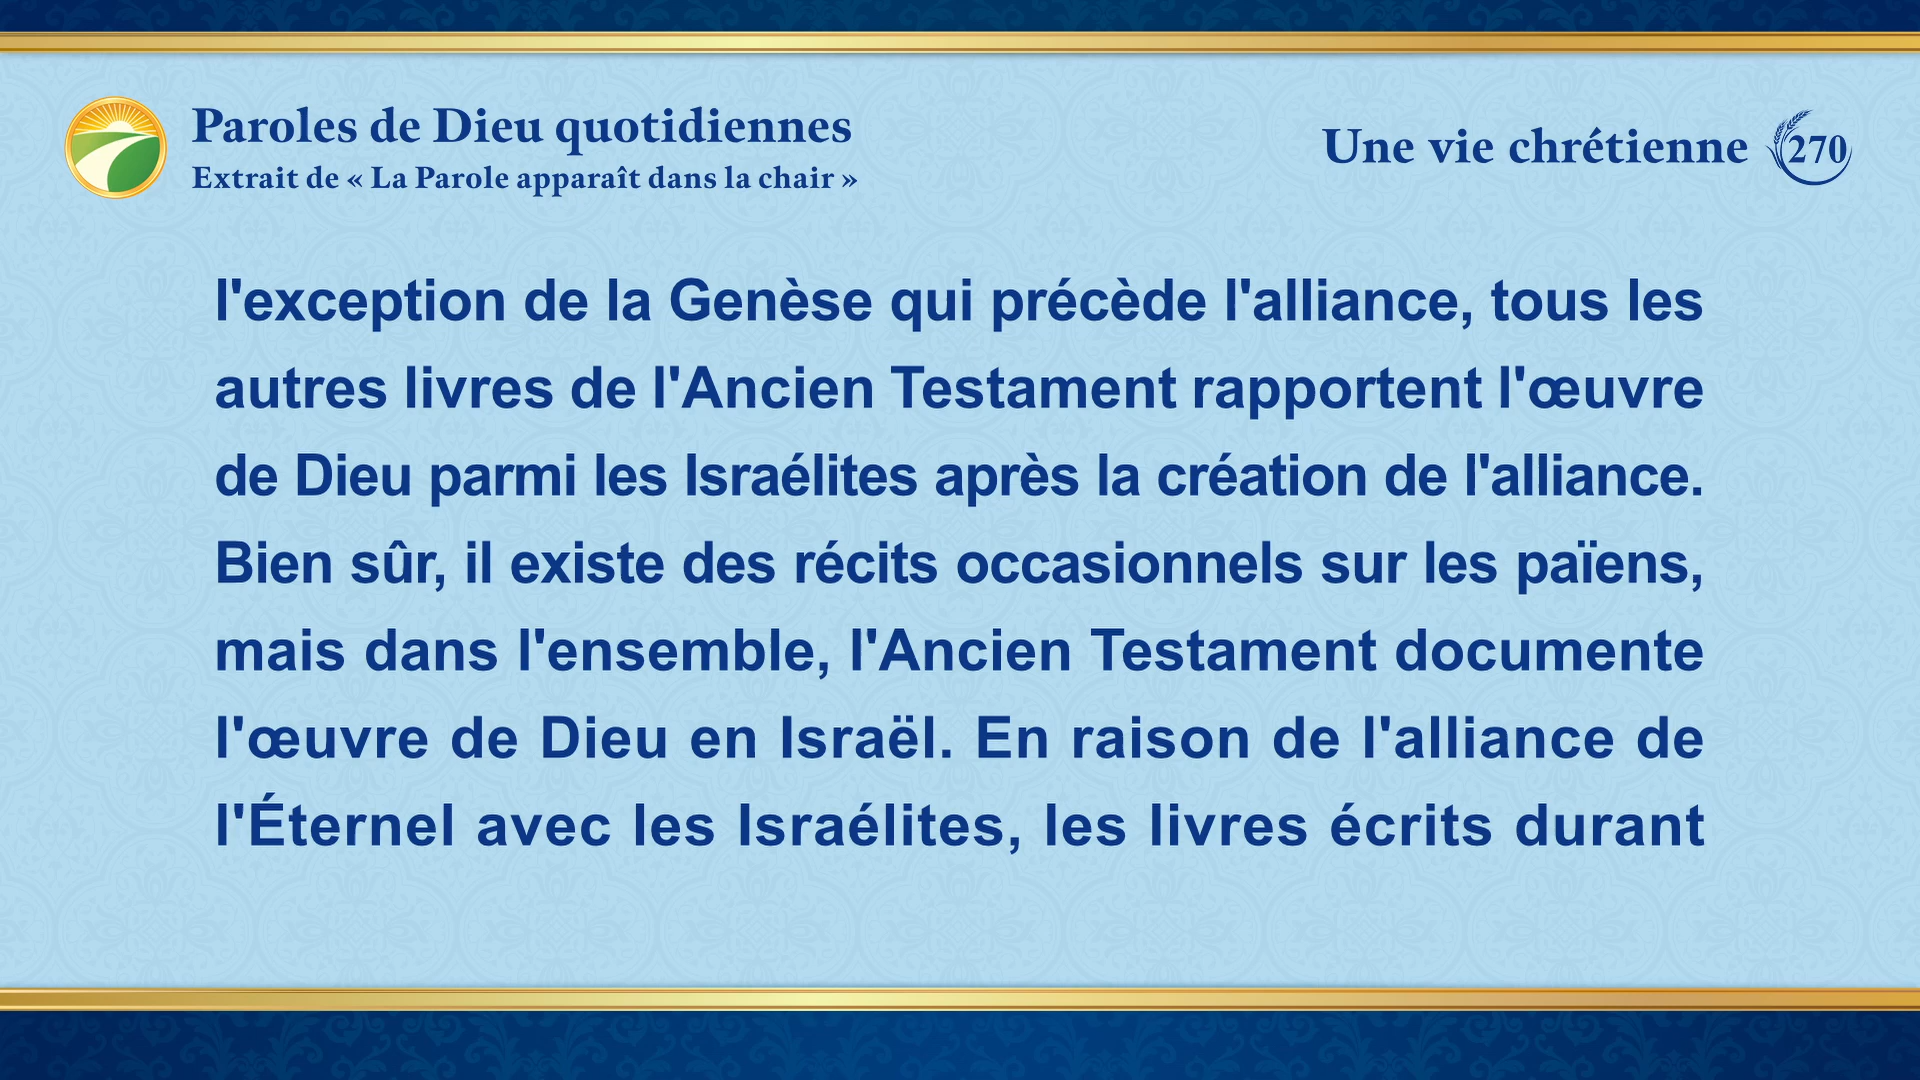 Paroles de Dieu quotidiennes
Extrait de « La Parole apparaît dans la chair »
Une vie chrétienne 270
l'exception de la Genèse qui précède l'alliance, tous les
autres livres de l'Ancien Testament rapportent l'œuvre
de Dieu parmi les Israélites après la création de l'alliance.
Bien sûr, il existe des récits occasionnels sur les païens,
mais dans l'ensemble, l'Ancien Testament documente
l'œuvre de Dieu en Israël. En raison de l'alliance de
l'Éternel avec les Israélites, les livres écrits durant